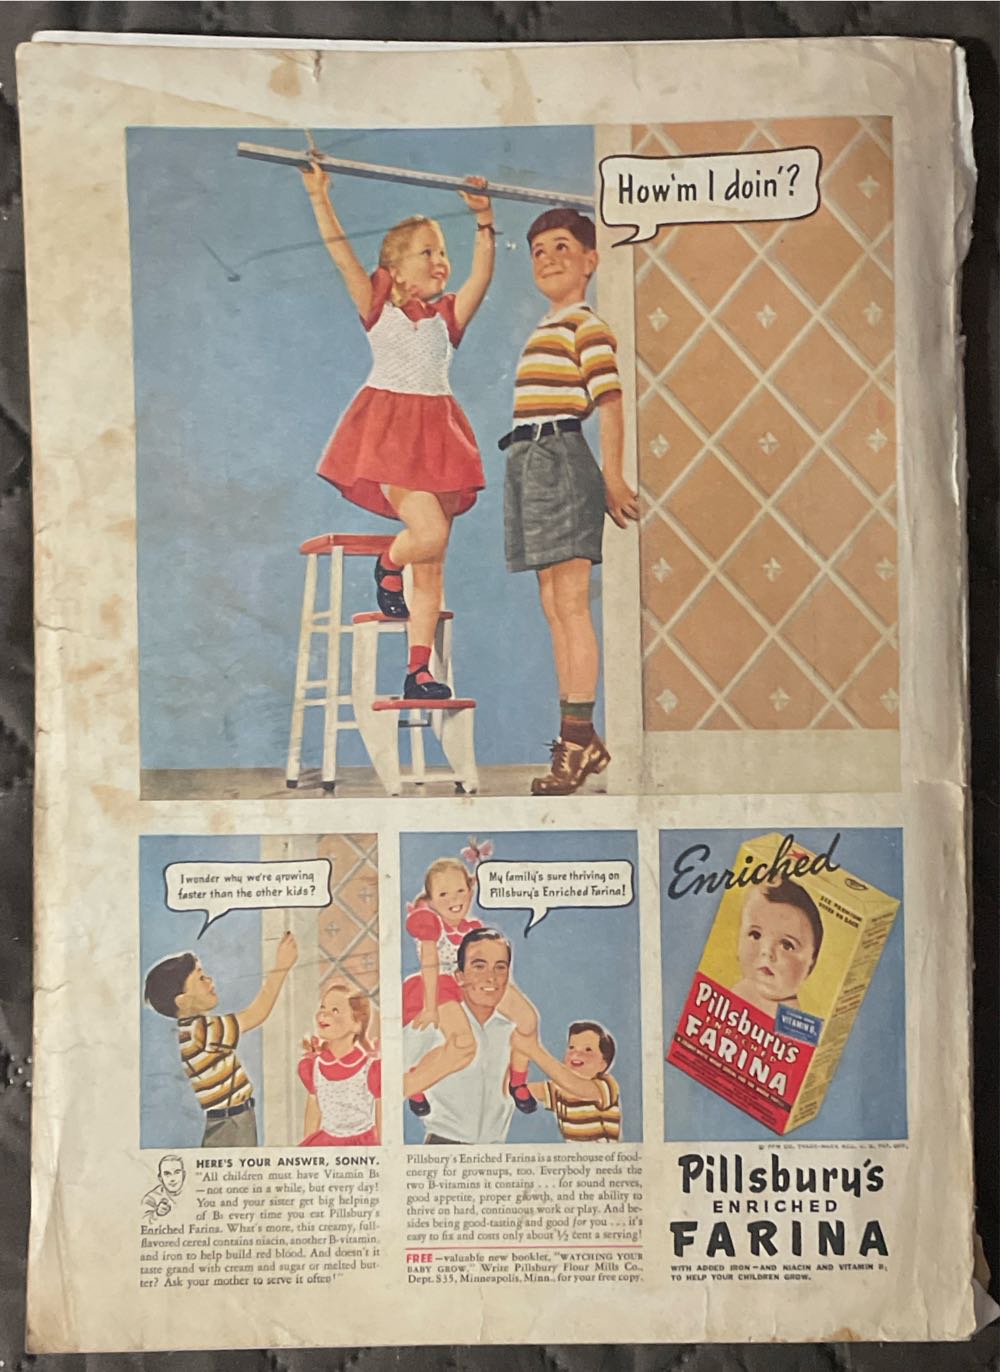 How'm I doin'?
I wonder why we're growing
faster than the other kids?
My family's sure thriving on
Pillsbury's Enriched Farina!
Enriched
VITAMIN B1
Pillsbury's
ENRICHED
FARINA
HERE'S YOUR ANSWER, SONNY.
"All children must have Vitamin B1
—not once in a while, but every day!
You and your sister get big helpings
of B1 every time you eat Pillsbury's
Enriched Farina. What's more, this creamy, full-
flavored cereal contains niacin, another B-vitamin,
and iron to help build red blood. And doesn't it
taste grand with cream and sugar or melted but-
ter? Ask your mother to serve it often!"
Pillsbury's Enriched Farina is a storehouse of food-
energy for grownups, too. Everybody needs the
two B-vitamins it contains . . . for sound nerves,
good appetite, proper growth, and the ability to
thrive on hard, continuous work or play. And be-
sides being good-tasting and good for you . . . it's
easy to fix and costs only about ½ cent a serving!
FREE—valuable new booklet, "WATCHING YOUR
BABY GROW." Write Pillsbury Flour Mills Co.,
Dept. S35, Minneapolis, Minn., for your free copy.
Pillsbury's
ENRICHED
FARINA
WITH ADDED IRON—AND NIACIN AND VITAMIN B1
TO HELP YOUR CHILDREN GROW.